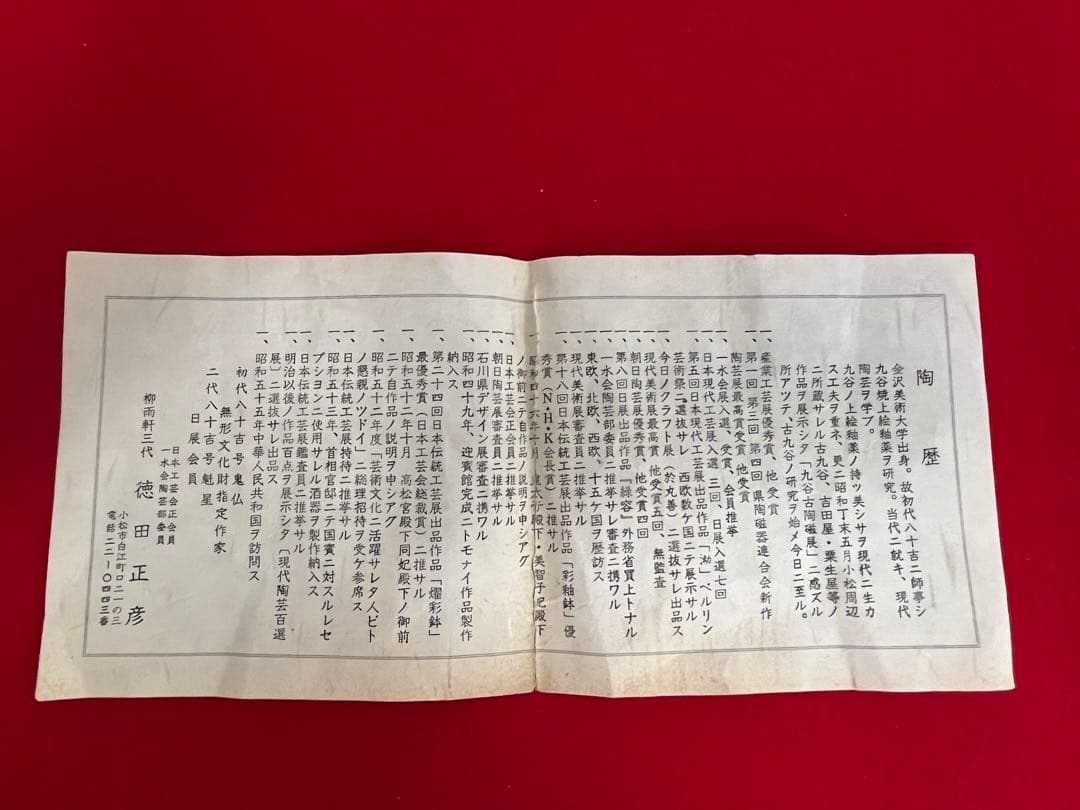 陶歴
金沢美術大学出身。故初代八十吉ニ師事シ
九谷焼上絵釉薬ヲ研究。当代ニ就キ、現代
陶芸ヲ学ブ。
九谷ノ上絵釉薬ノ持ツ美シサヲ現代ニ生カ
スエ夫ヲ重ネ、更ニ昭和丁末五月小松周辺
ニ所蔵サレル古九谷、吉田屋・粟生屋等ノ
作品ヲ展示シタ「九谷古陶磁展」ニ感ズル
所アツテ、古九谷ノ研究ヲ始メ今日ニ至ル。
一、産業工芸展優秀賞、他受賞
一、第一回 第三回 第四回 県陶磁器連合会新作
陶芸展最高賞受賞 他受賞
一、一水会展入選、受賞、会員推挙
一、日本現代工芸展入選 三回、日展入選七回
一、第五回日本現代工芸展出品作品「泑」ベルリン
芸術祭ニ選抜サレ 西欧数ケ国ニテ展示サル
一、今日ノクラフト展(於丸善)ニ選抜サレ出品ス
一、現代美術展最高賞 他受賞五回、無監査
一、朝日陶芸展優秀賞、他受賞四回
一、第八回日展出品作品「緑容」外務省買上トナル
一、一水会陶芸部委員ニ推挙サレ審査ニ携ワル
一、東欧、北欧、西欧、十五ケ国ヲ歴訪ス
一、現代美術展審査員ニ推挙サル
一、第十八回日本伝統工芸展出品作品「彩釉鉢」優
秀賞(N・H・K会長賞)ニ推サル
一、昭和四十六年十月 皇太子殿下・美智子妃殿下
ノ御前ニテ自作品ノ説明ヲ申シアグ
一、日本工芸会正会員ニ推挙サル
一、朝日陶芸展審査員ニ推挙サル
一、石川県デザイン展審査ニ携ワル
一、昭和四十九年、迎賓館完成ニトモナイ作品製作
納入ス
一、第二十四回日本伝統工芸展出品作品「燿彩鉢」
最優秀賞(日本工芸会総裁賞)ニ推サル
一、昭和五十二年十月 高松宮殿下同妃殿下ノ御前
ニテ自作品ノ説明ヲ申シアグ
一、昭和五十二年度「芸術文化ニ活躍サレタ人ビト
ノ懇親ノツドイ」ニ総理招待ヲ受ケ参席ス
一、日本伝統工芸展特待ニ推挙サル
一、昭和五十三年、首相官邸ニテ国賓ニ対スルレセ
プシヨンニ使用サレル酒器ヲ製作納入ス
一、日本伝統工芸展鑑査員ニ推挙サル
一、明治以後ノ作品百点ヲ展示シタ〔現代陶芸百選
展〕ニ選抜サレ出品ス
一、昭和五十五年中華人民共和国ヲ訪問ス
初代八十吉号鬼仏
無形文化財指定作家
二代八十吉号魁星
日展会員
日本工芸会正会員
一水会陶芸部委員
柳雨軒三代 徳田正彦
小松市白江町ロ二一の三
電話二二―〇四四三番